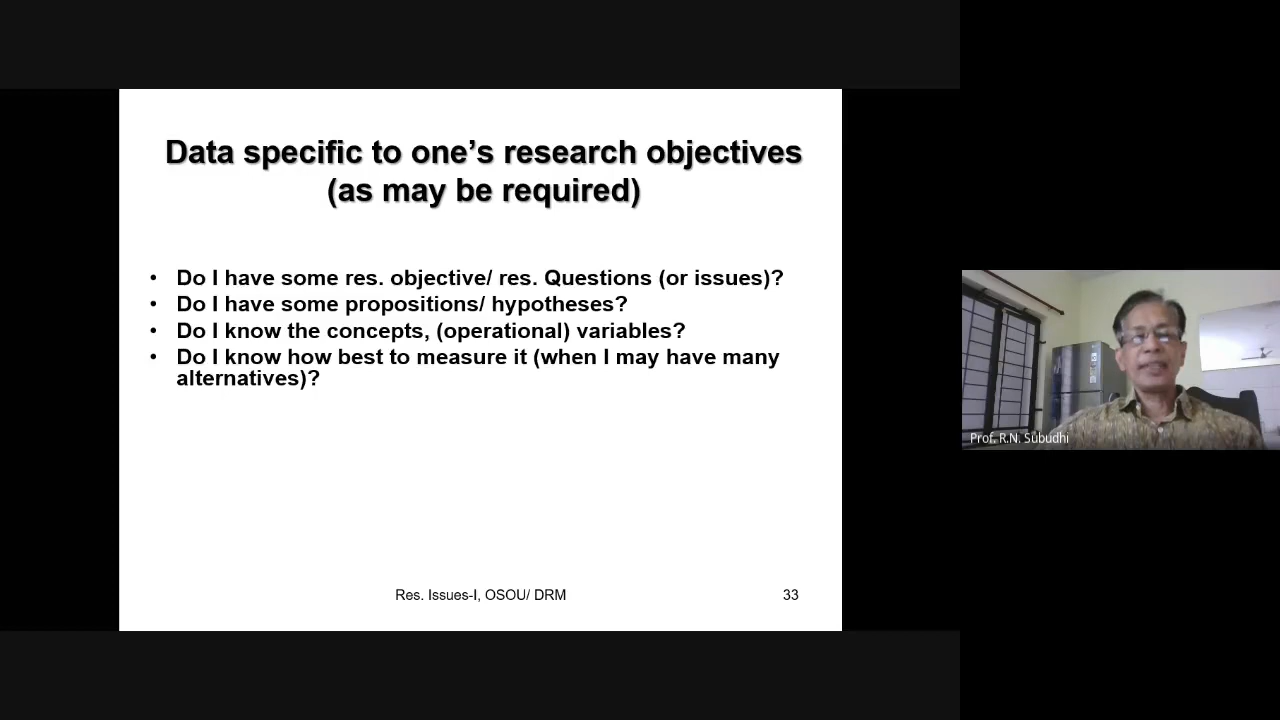 Data specific to one’s research objectives
(as may be required)
• Do I have some res. objective/ res. Questions (or issues)?
• Do I have some propositions/ hypotheses?
• Do I know the concepts, (operational) variables?
• Do I know how best to measure it (when I may have many
alternatives)?
Res. Issues-I, OSOU/ DRM
33
Prof. R.N. Subudhi